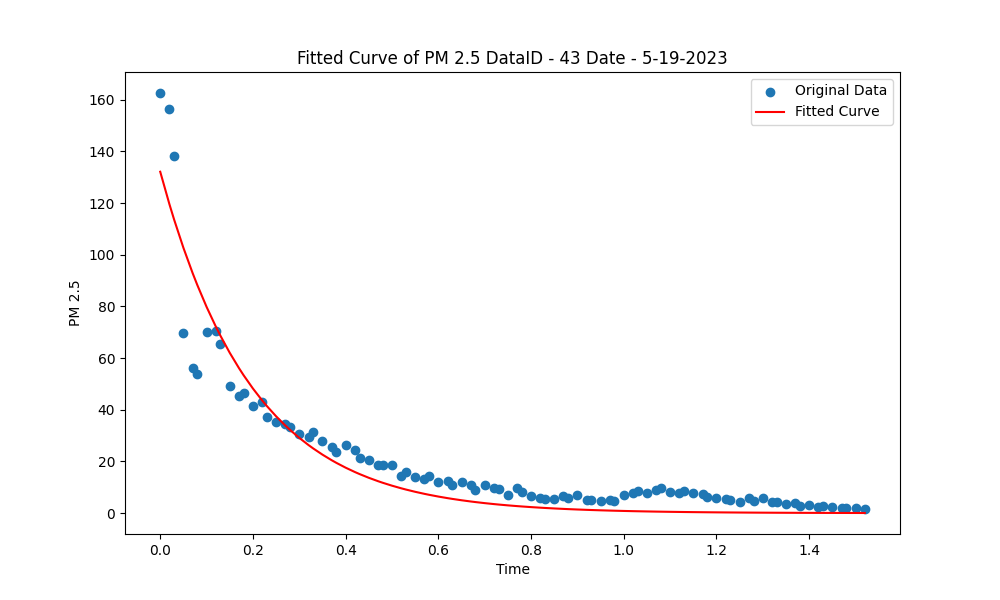 Fitted Curve of PM 2.5 DataID - 43 Date - 5-19-2023
Original Data
Fitted Curve
160
140
120
100
80
60
40
20
0
PM 2.5
0.0 0.2 0.4 0.6 0.8 1.0 1.2 1.4
Time